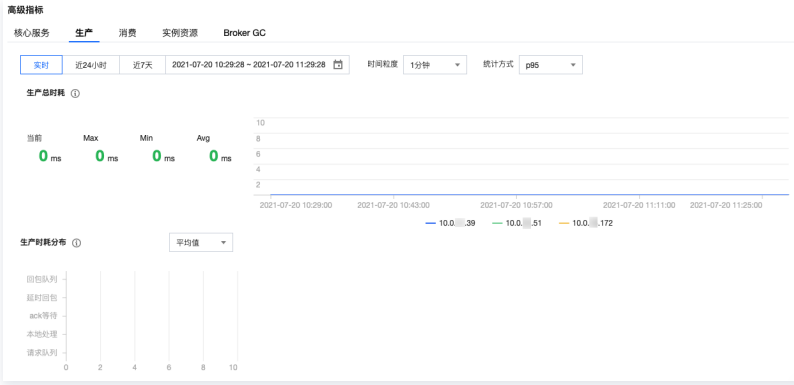 高级指标
核心服务 生产 消费 实例资源 Broker GC
实时 近24小时 近7天 2021-07-20 10:29:28 ~ 2021-07-20 11:29:28 时间粒度 1分钟 统计方式 p95
生产总时耗
当前 Max Min Avg
0 ms 0 ms 0 ms 0 ms
10
8
6
4
2
2021-07-20 10:29:00 2021-07-20 10:43:00 2021-07-20 10:57:00 2021-07-20 11:11:00 2021-07-20 11:25:00
10.0. .39 10.0. .51 10.0. .172
生产时耗分布 平均值
回包队列
延时回包
ack等待
本地处理
请求队列
0 2 4 6 8 10